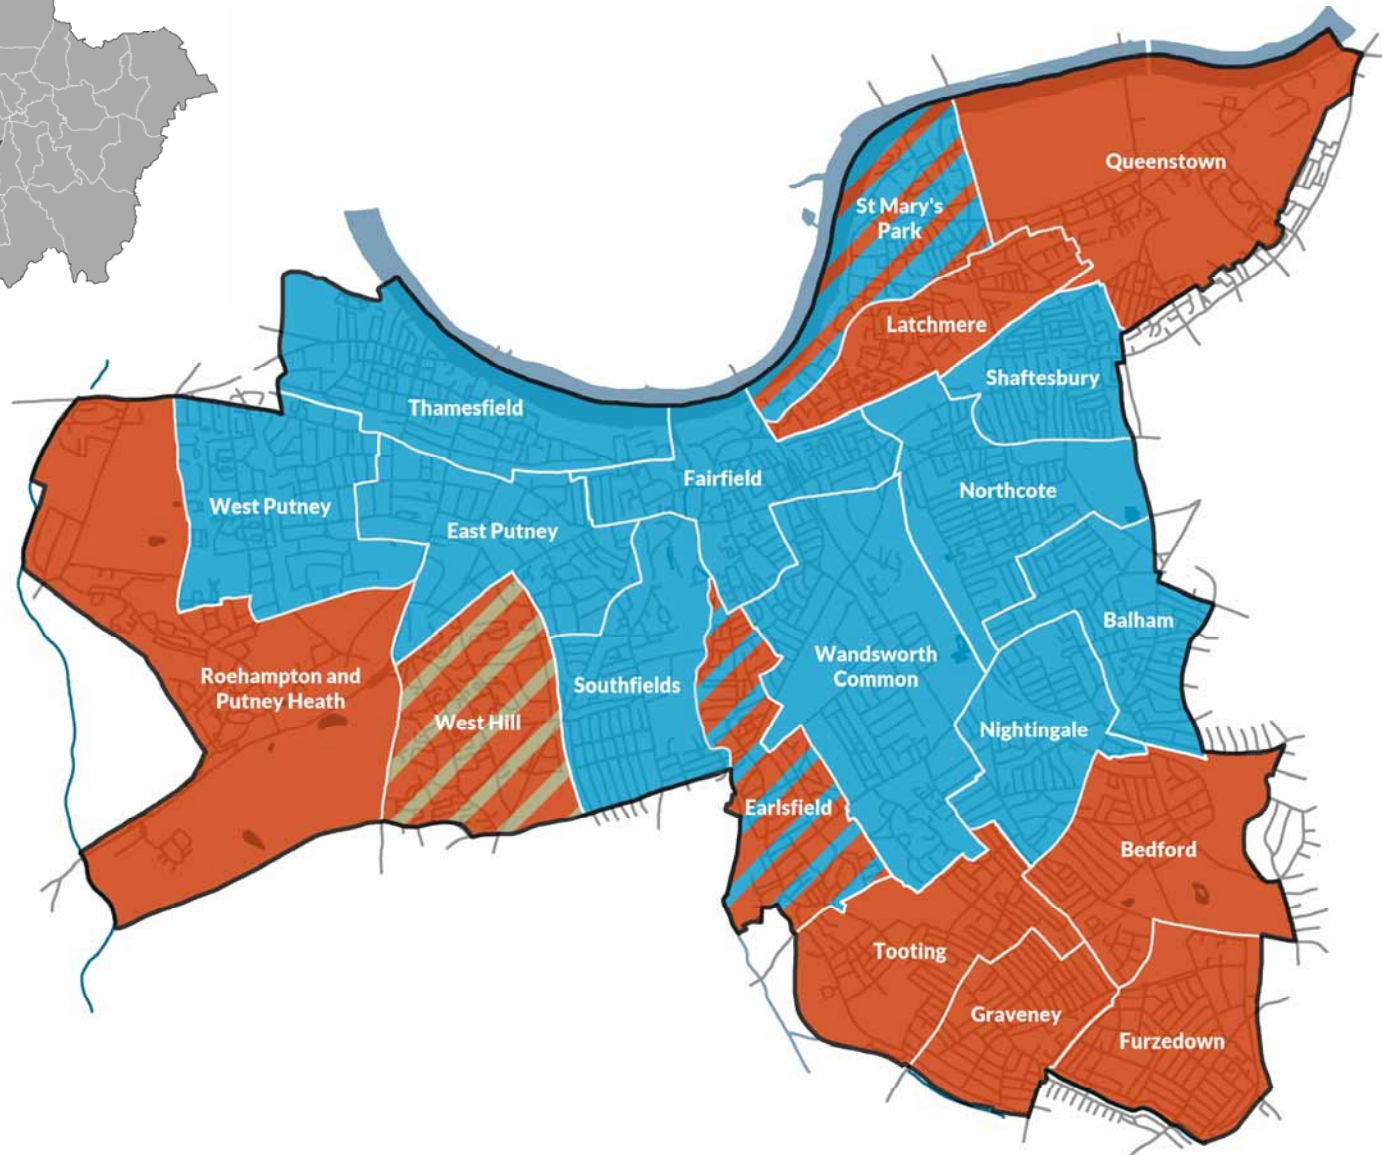 Queenstown
St Mary's
Park
Latchmere
Shaftesbury
Thamesfield
Fairfield
Northcote
West Putney
East Putney
Balham
Wandsworth
Common
Roehampton and
Putney Heath
Southfields
West Hill
Nightingale
Earlsfield
Bedford
Tooting
Graveney
Furzedown